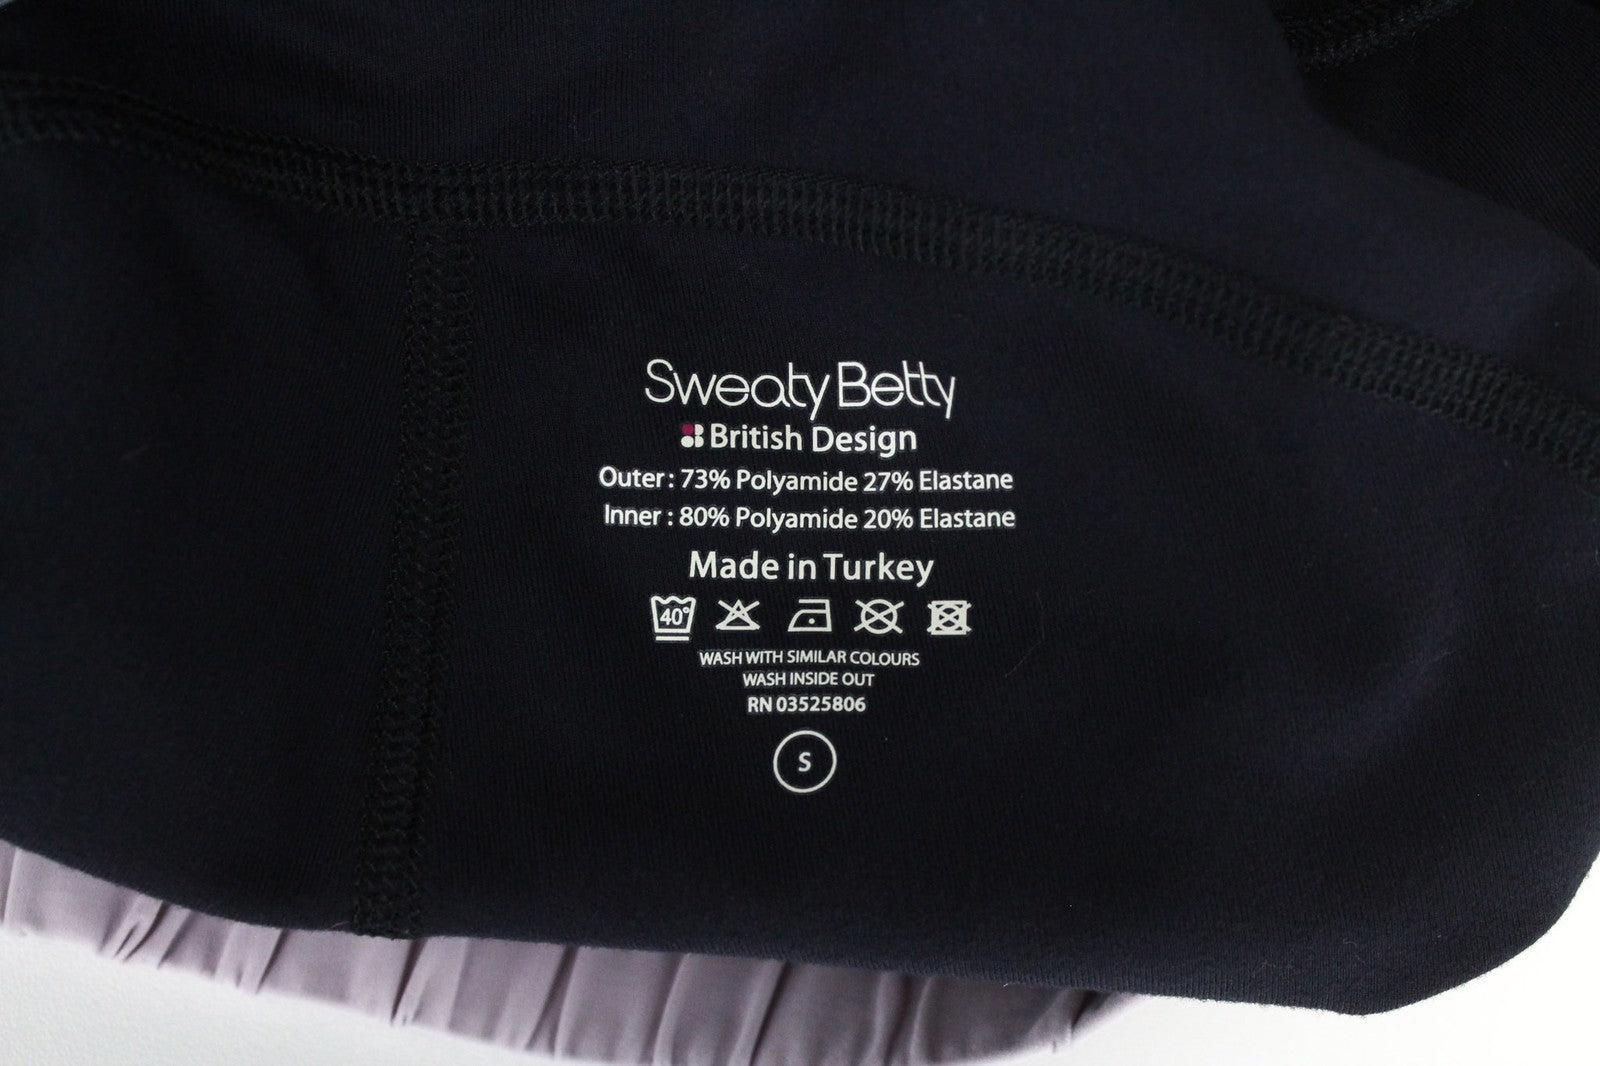 Sweaty Betty
British Design
Outer : 73% Polyamide 27% Elastane
Inner : 80% Polyamide 20% Elastane
Made in Turkey
40°
WASH WITH SIMILAR COLOURS
WASH INSIDE OUT
RN 03525806
S